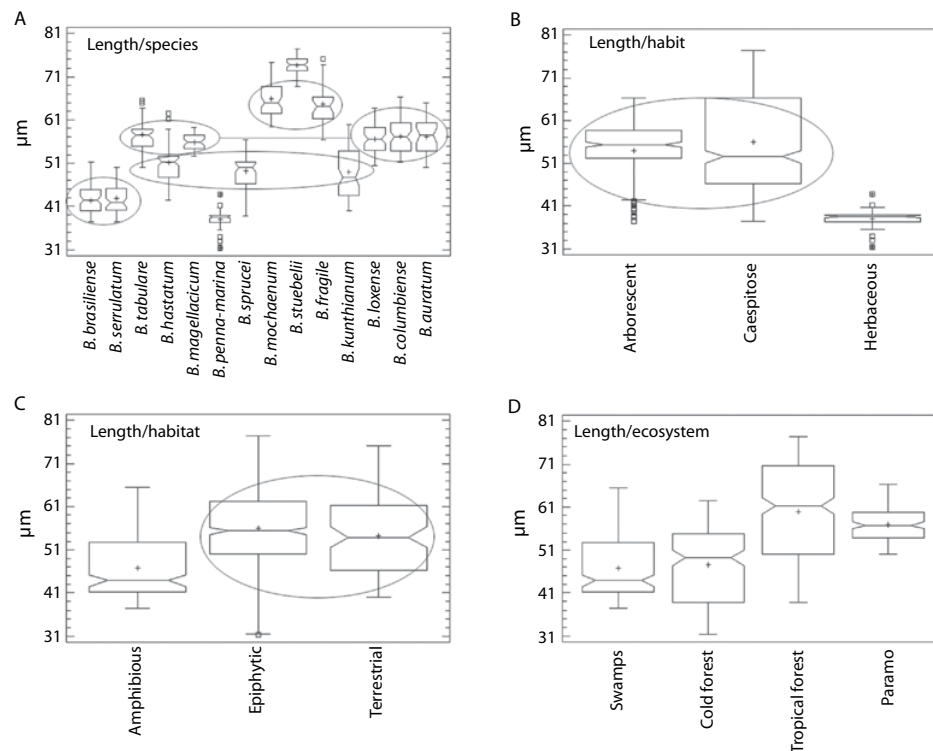 A
Length/species
81
71
61
51
41
31
µm
B. brasiliense
B. serrulatum
B. tabulare
B. hastatum
B. magellacicum
B. penna-marina
B. sprucei
B. mochaenum
B. stuebelii
B. fragile
B. kunthianum
B. loxense
B. columbiense
B. auratum
B
Length/habit
81
71
61
51
41
31
µm
Arborescent
Caespitose
Herbaceous
C
Length/habitat
81
71
61
51
41
31
µm
Amphibious
Epiphytic
Terrestrial
D
Length/ecosystem
81
71
61
51
41
31
µm
Swamps
Cold forest
Tropical forest
Paramo